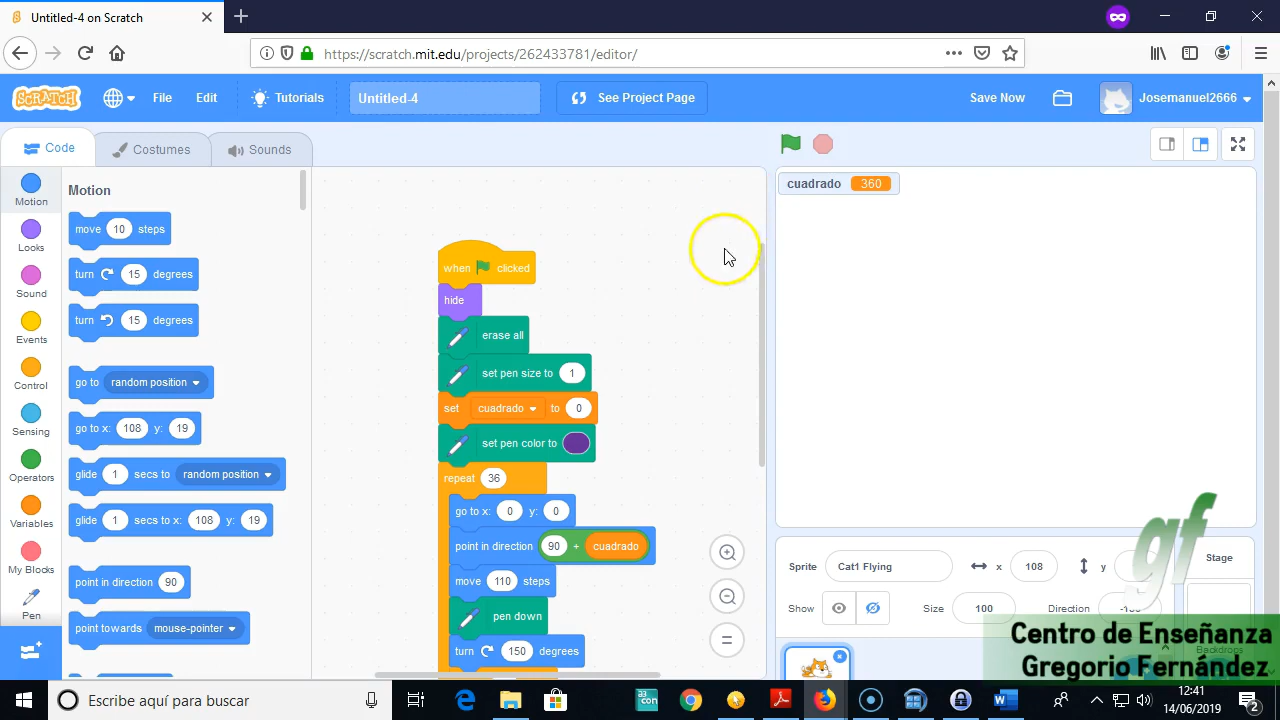 Untitled-4 on Scratch
https://scratch.mit.edu/projects/262433781/editor/
SCRATCH
File
Edit
Tutorials
Untitled-4
See Project Page
Save Now
Josemanuel2666
Code
Costumes
Sounds
Motion
Looks
Sound
Events
Control
Sensing
Operators
Variables
My Blocks
Pen
Motion
move 10 steps
turn 15 degrees
turn 15 degrees
go to random position
go to x: 108 y: 19
glide 1 secs to random position
glide 1 secs to x: 108 y: 19
point in direction 90
point towards mouse-pointer
when clicked
hide
erase all
set pen size to 1
set cuadrado to 0
set pen color to
repeat 36
go to x: 0 y: 0
point in direction 90 + cuadrado
move 110 steps
pen down
turn 150 degrees
cuadrado 360
Sprite Cat1 Flying x 108 y
Show Size 100 Direction
Stage
Backdrops
gf
Centro de Enseñanza
Gregorio Fernández
Escribe aquí para buscar
12:41
14/06/2019
2